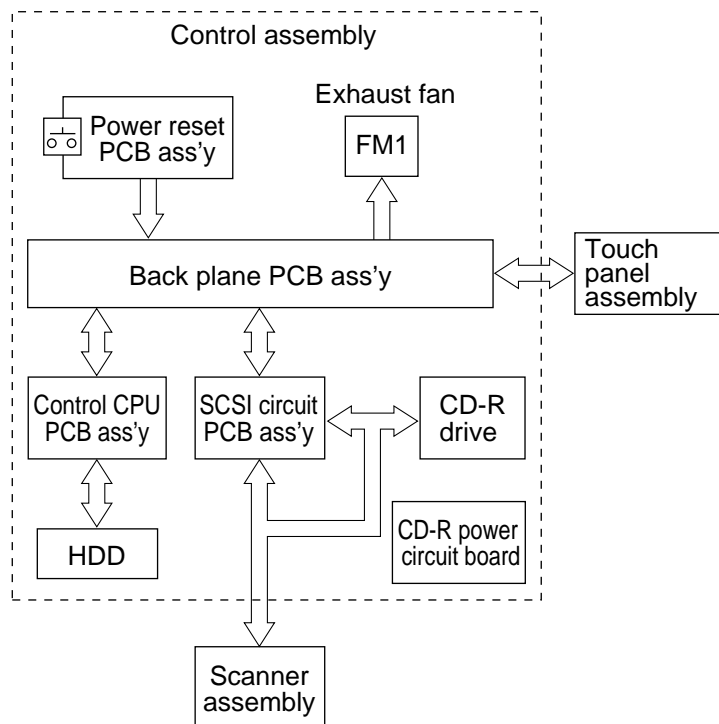 Control assembly
Power reset
PCB ass'y
Exhaust fan
FM1
Back plane PCB ass'y
Touch
panel
assembly
Control CPU
PCB ass'y
SCSI circuit
PCB ass'y
CD-R
drive
HDD
CD-R power
circuit board
Scanner
assembly